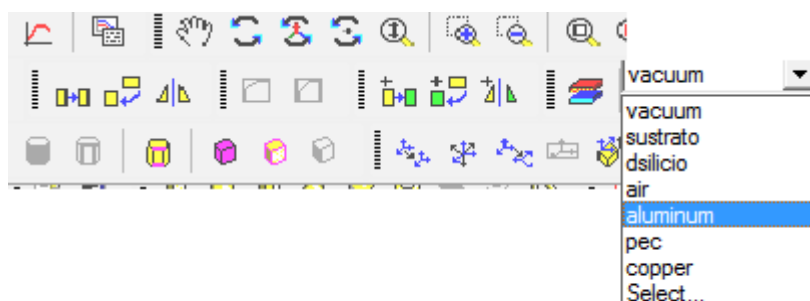 vacuum
vacuum
sustrato
dsilicio
air
aluminum
pec
copper
Select...